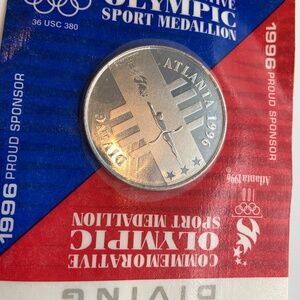 OLYMPIC
SPORT MEDALLION
36 USC 380
1996 PROUD SPONSOR
1996 PROUD SPONSOR
ATLANTA 1996
DIVING
Atlanta 1996
COMMEMORATIVE
OLYMPIC
SPORT MEDALLION
DIVING